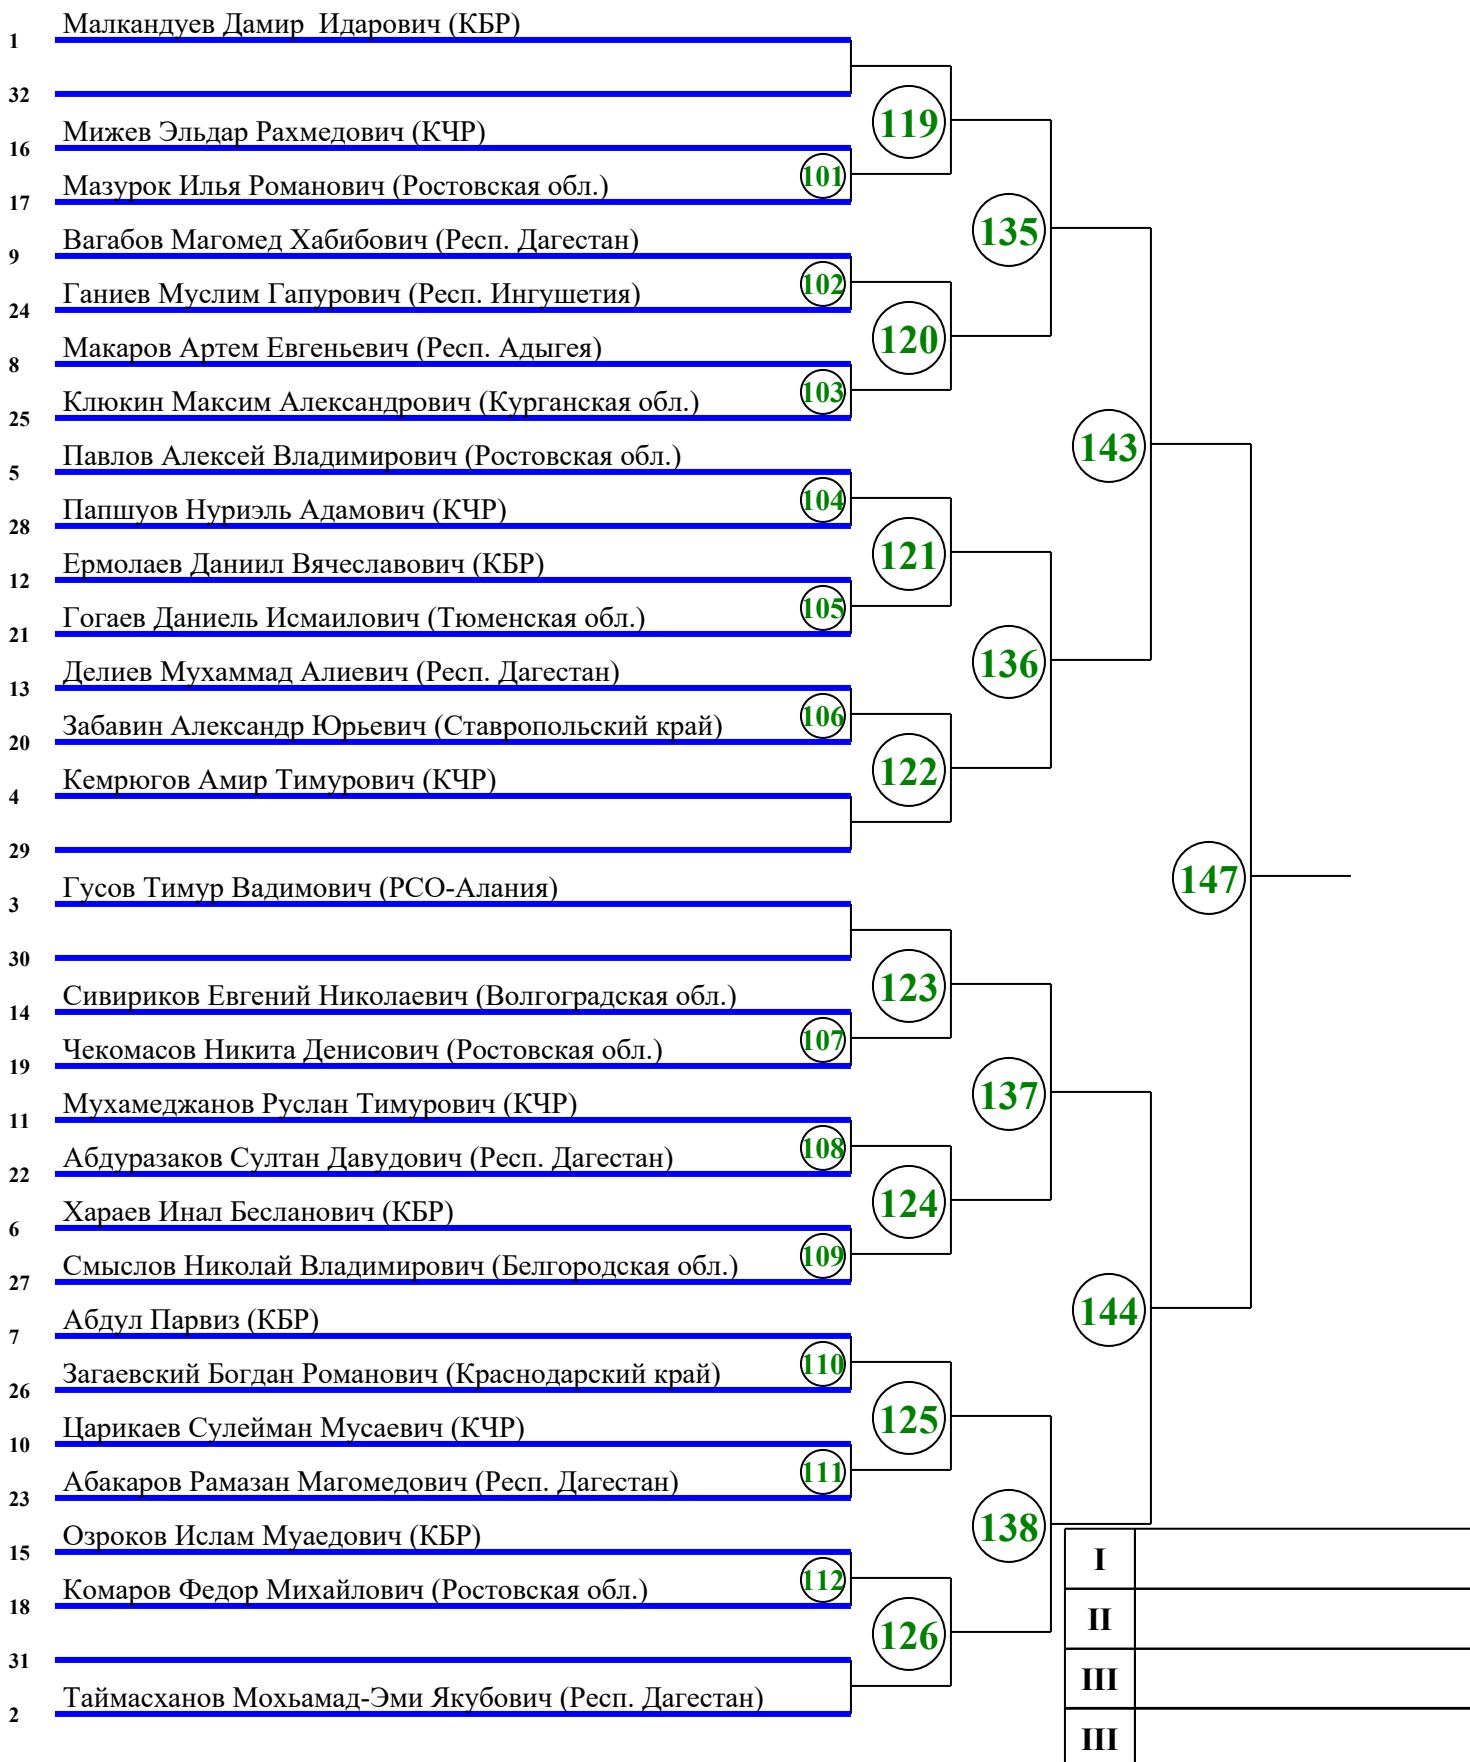 Малкандуев Дамир  Идарович (КБР)
1
32
119
Мижев Эльдар Рахмедович (КЧР)
16
101
Мазурок Илья Романович (Ростовская обл.)
17
135
Вагабов Магомед Хабибович (Респ. Дагестан)
9
102
Ганиев Муслим Гапурович (Респ. Ингушетия)
24
120
Макаров Артем Евгеньевич (Респ. Адыгея)
8
103
Клюкин Максим Александрович (Курганская обл.)
25
143
Павлов Алексей Владимирович (Ростовская обл.)
5
104
Папшуов Нуриэль Адамович (КЧР)
28
121
Ермолаев Даниил Вячеславович (КБР)
12
105
Гогаев Даниель Исмаилович (Тюменская обл.)
21
136
Делиев Мухаммад Алиевич (Респ. Дагестан)
13
106
Забавин Александр Юрьевич (Ставропольский край)
20
122
Кемрюгов Амир Тимурович (КЧР)
4
29
147
Гусов Тимур Вадимович (РСО-Алания)
3
30
123
Сивириков Евгений Николаевич (Волгоградская обл.)
14
107
Чекомасов Никита Денисович (Ростовская обл.)
19
137
Мухамеджанов Руслан Тимурович (КЧР)
11
108
Абдуразаков Султан Давудович (Респ. Дагестан)
22
124
Хараев Инал Бесланович (КБР)
6
109
Смыслов Николай Владимирович (Белгородская обл.)
27
144
Абдул Парвиз (КБР)
7
110
Загаевский Богдан Романович (Краснодарский край)
26
125
Царикаев Сулейман Мусаевич (КЧР)
10
111
Абакаров Рамазан Магомедович (Респ. Дагестан)
23
138
Озроков Ислам Муаедович (КБР)
15
I
112
Комаров Федор Михайлович (Ростовская обл.)
18
II
126
31
III
Таймасханов Мохьамад-Эми Якубович (Респ. Дагестан)
2
III